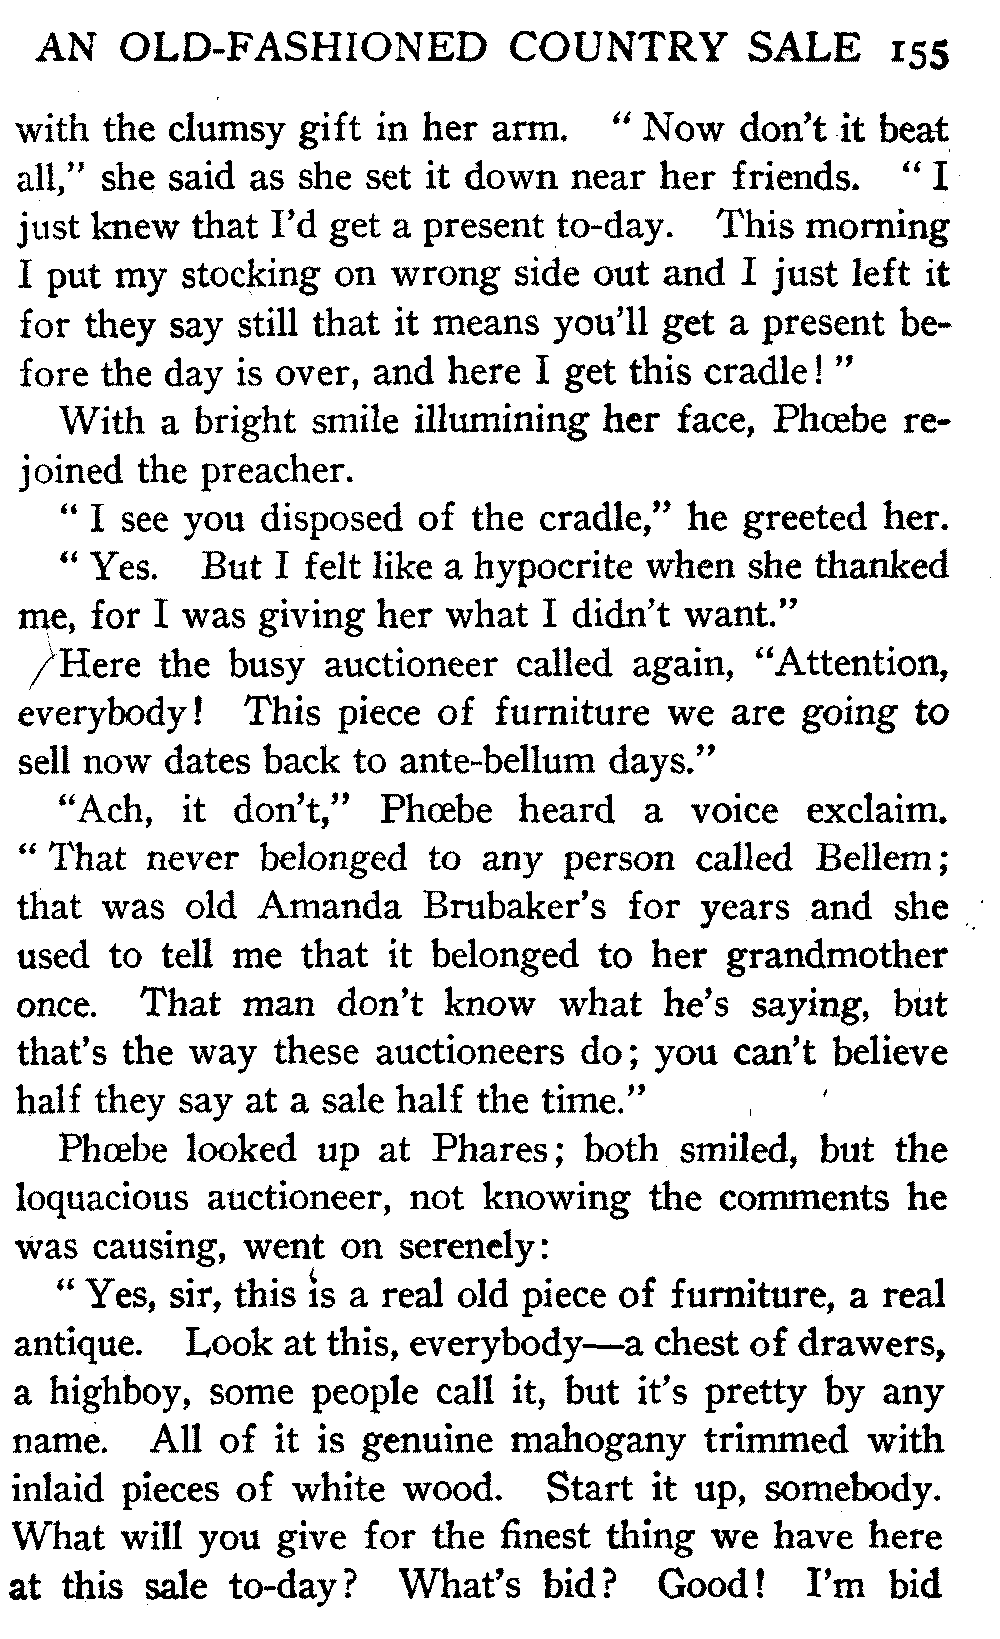 AN OLD-FASHIONED COUNTRY SALE 155
with the clumsy gift in her arm. " Now don't it beat
all," she said as she set it down near her friends. " I
just knew that I'd get a present to-day. This morning
I put my stocking on wrong side out and I just left it
for they say still that it means you'll get a present be-
fore the day is over, and here I get this cradle! "
With a bright smile illumining her face, Phœbe re-
joined the preacher.
" I see you disposed of the cradle," he greeted her.
" Yes. But I felt like a hypocrite when she thanked
me, for I was giving her what I didn't want."
Here the busy auctioneer called again, "Attention,
everybody! This piece of furniture we are going to
sell now dates back to ante-bellum days."
"Ach, it don't," Phœbe heard a voice exclaim.
" That never belonged to any person called Bellem;
that was old Amanda Brubaker's for years and she
used to tell me that it belonged to her grandmother
once. That man don't know what he's saying, but
that's the way these auctioneers do; you can't believe
half they say at a sale half the time."
Phœbe looked up at Phares; both smiled, but the
loquacious auctioneer, not knowing the comments he
was causing, went on serenely:
" Yes, sir, this is a real old piece of furniture, a real
antique. Look at this, everybody—a chest of drawers,
a highboy, some people call it, but it's pretty by any
name. All of it is genuine mahogany trimmed with
inlaid pieces of white wood. Start it up, somebody.
What will you give for the finest thing we have here
at this sale to-day? What's bid? Good! I'm bid